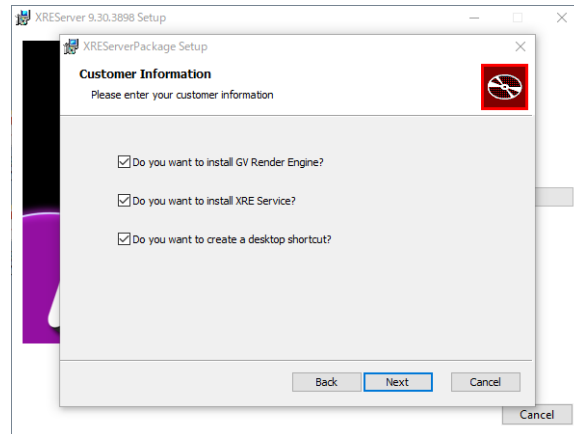 XREServer 9.30.3898 Setup
XREServerPackage Setup
Customer Information
Please enter your customer information
Do you want to install GV Render Engine?
Do you want to install XRE Service?
Do you want to create a desktop shortcut?
Back Next Cancel
Cancel